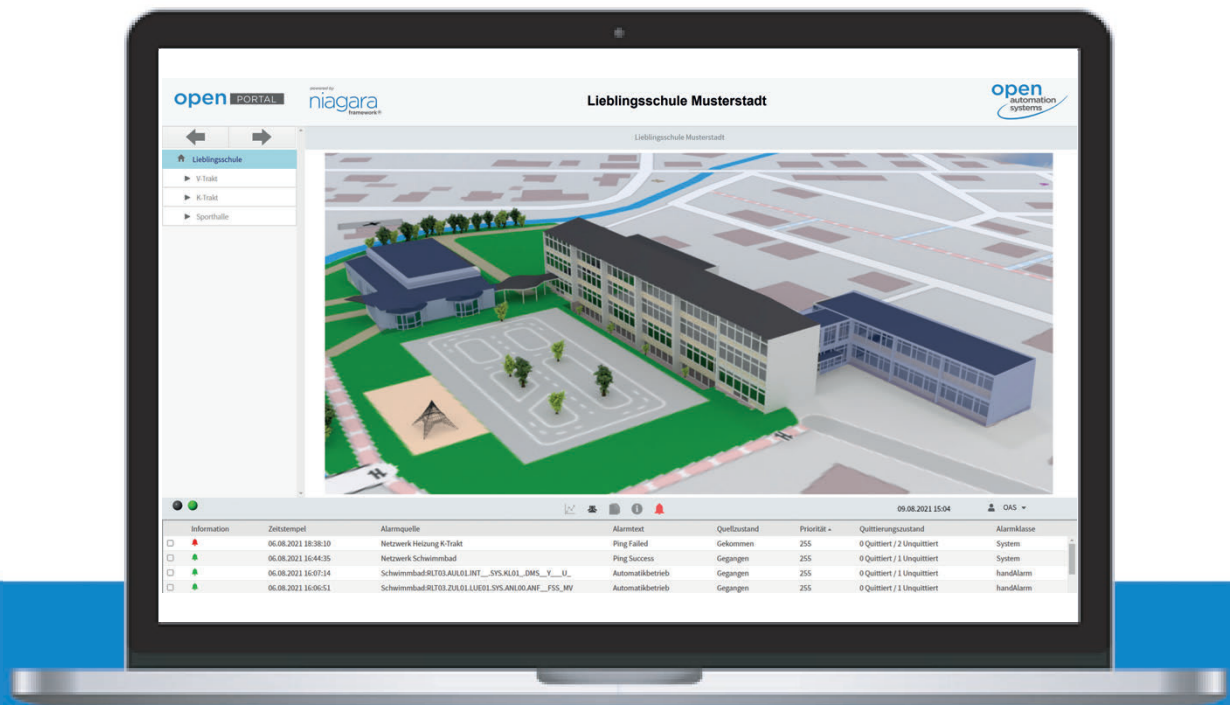 open PORTAL
powered by
niagara
framework®
Lieblingsschule Musterstadt
open
automation
systems
Lieblingsschule Musterstadt
Lieblingsschule
V-Trakt
K-Trakt
Sporthalle
H
H
09.08.2021 15:04 OAS
Information Zeitstempel Alarmquelle Alarmtext Quellzustand Priorität Quittierungszustand Alarmklasse
06.08.2021 18:38:10 Netzwerk Heizung K-Trakt Ping Failed Gekommen 255 0 Quittiert / 2 Unquittiert System
06.08.2021 16:44:35 Netzwerk Schwimmbad Ping Success Gegangen 255 0 Quittiert / 1 Unquittiert System
06.08.2021 16:07:14 Schwimmbad:RLT03.AUL01.INT__.SYS.KL01_.DMS__Y___U_ Automatikbetrieb Gegangen 255 0 Quittiert / 1 Unquittiert handAlarm
06.08.2021 16:06:51 Schwimmbad:RLT03.ZUL01.LUE01.SYS.ANL00.ANF__FSS_MV Automatikbetrieb Gegangen 255 0 Quittiert / 1 Unquittiert handAlarm